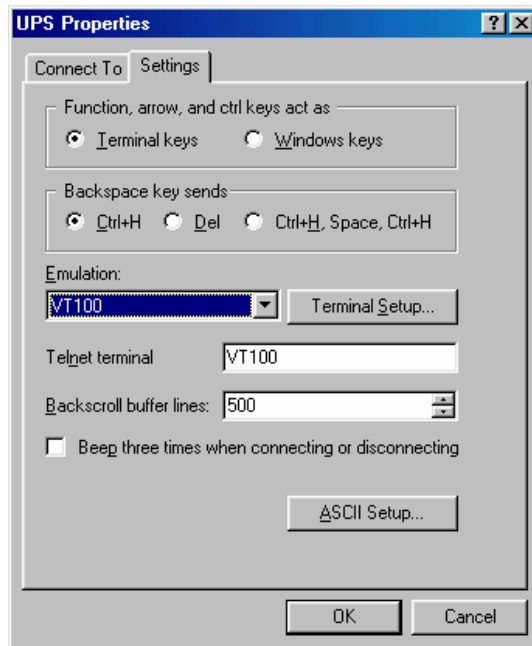 UPS Properties
Connect To Settings
Function, arrow, and ctrl keys act as
Terminal keys Windows keys
Backspace key sends
Ctrl+H Del Ctrl+H, Space, Ctrl+H
Emulation:
VT100 Terminal Setup...
Telnet terminal VT100
Backscroll buffer lines: 500
Beep three times when connecting or disconnecting
ASCII Setup...
OK Cancel